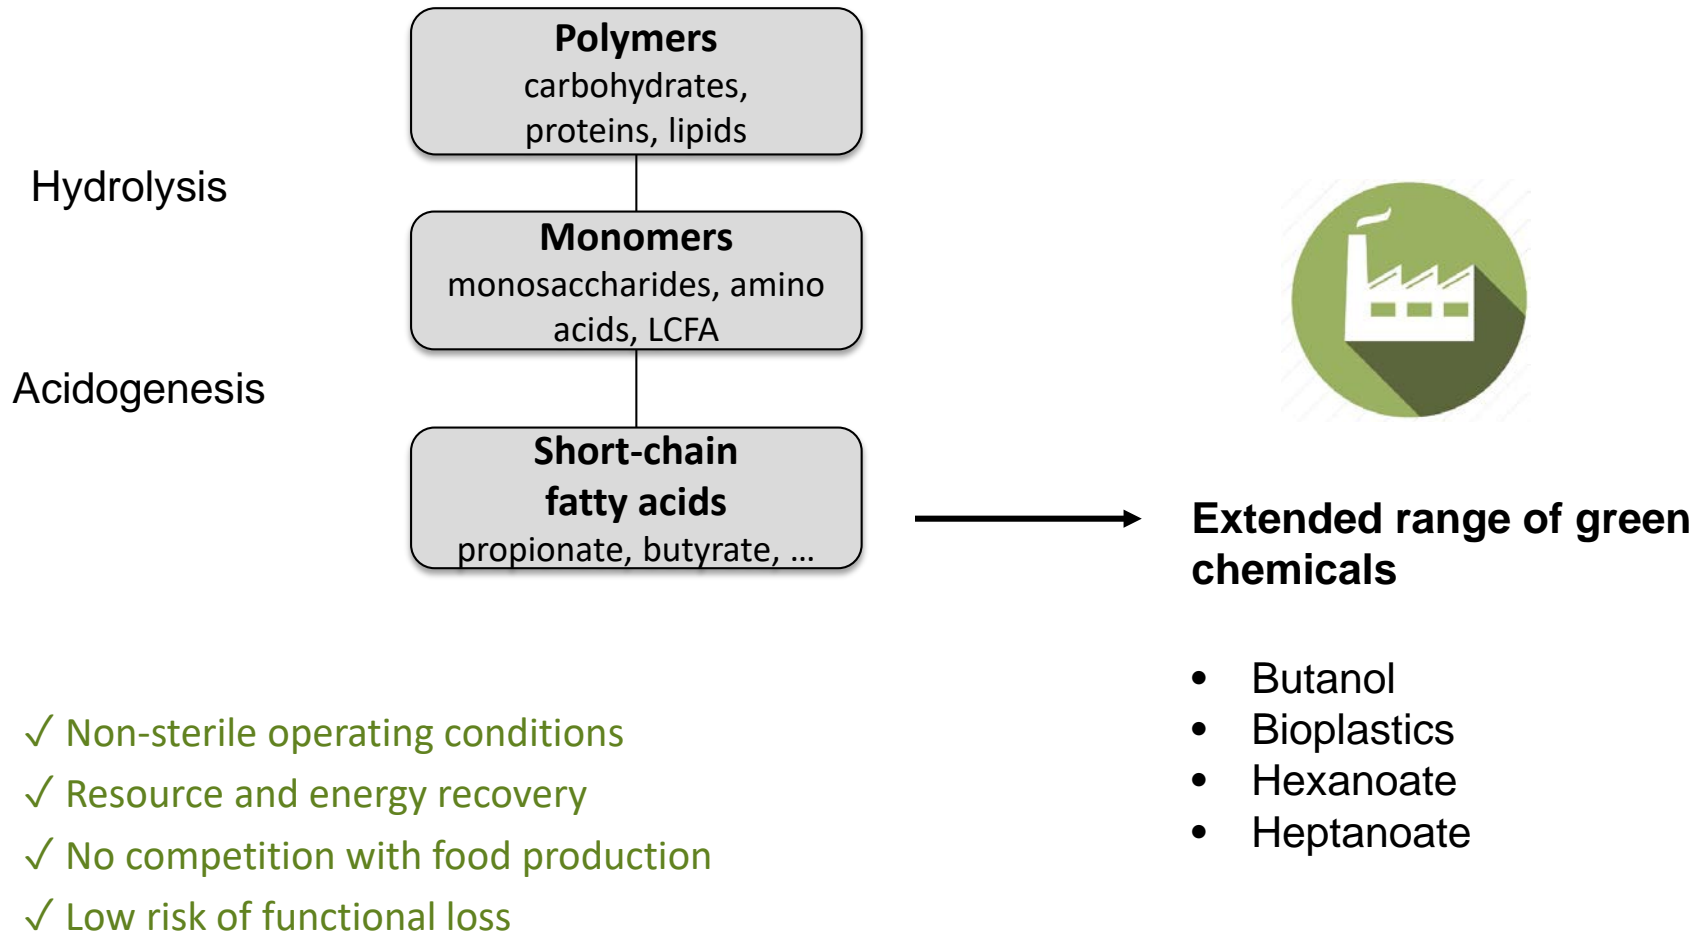 Polymers
carbohydrates,
proteins, lipids
Hydrolysis
Monomers
monosaccharides, amino
acids, LCFA
Acidogenesis
Short-chain
fatty acids
propionate, butyrate, ...
Extended range of green
chemicals
• Butanol
• Bioplastics
• Hexanoate
• Heptanoate
✓ Non-sterile operating conditions
✓ Resource and energy recovery
✓ No competition with food production
✓ Low risk of functional loss